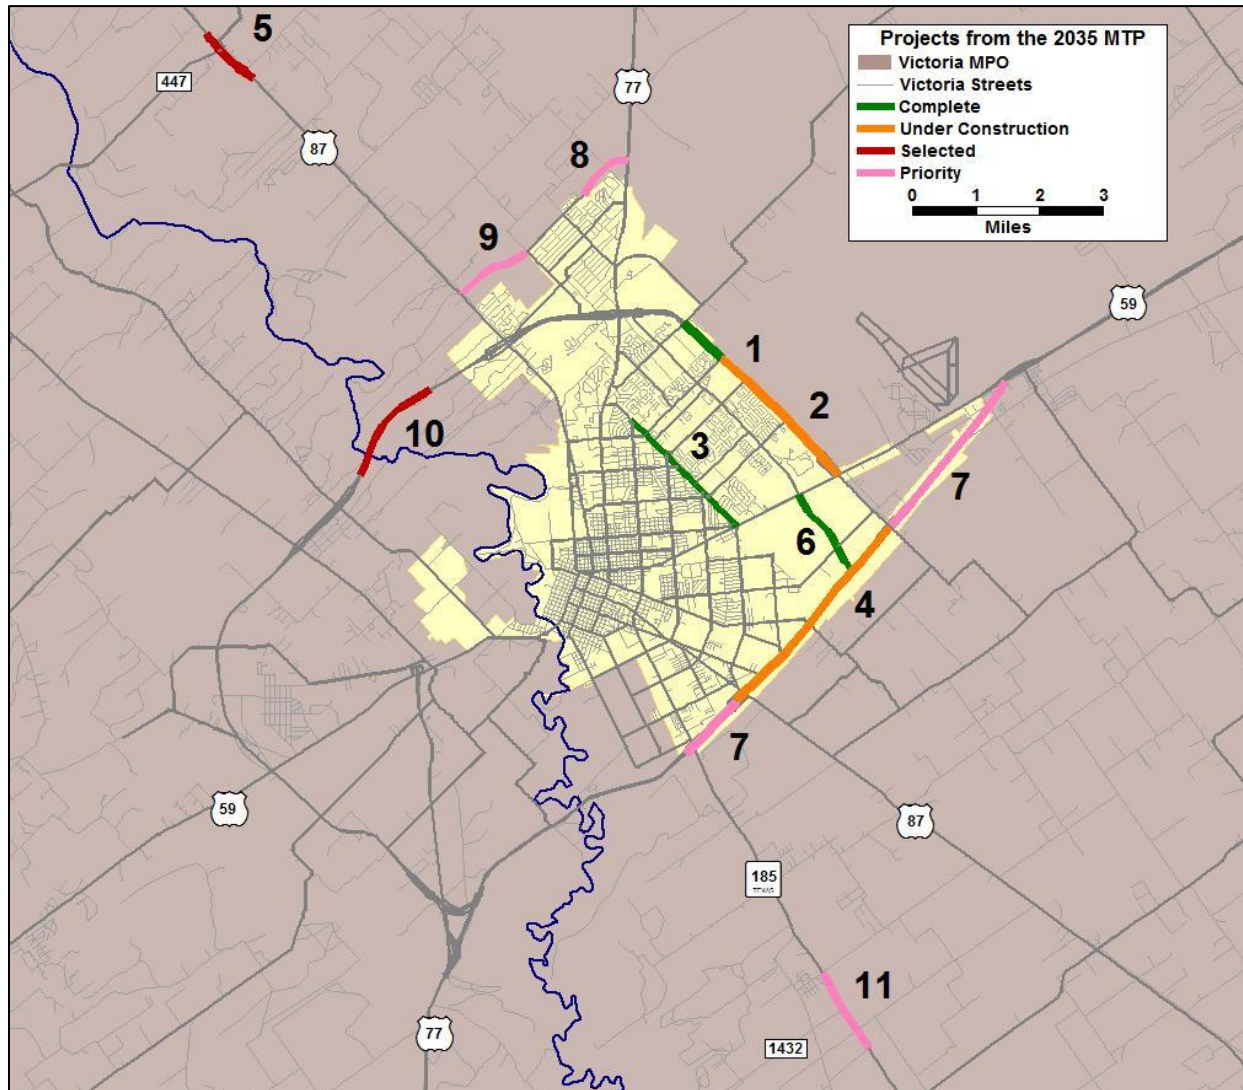 Projects from the 2035 MTP
Victoria MPO
Victoria Streets
Complete
Under Construction
Selected
Priority
0 1 2 3
Miles
5
447
77
87
8
9
59
1
2
10
3
7
6
4
7
59
87
185
TEXAS
11
77
1432